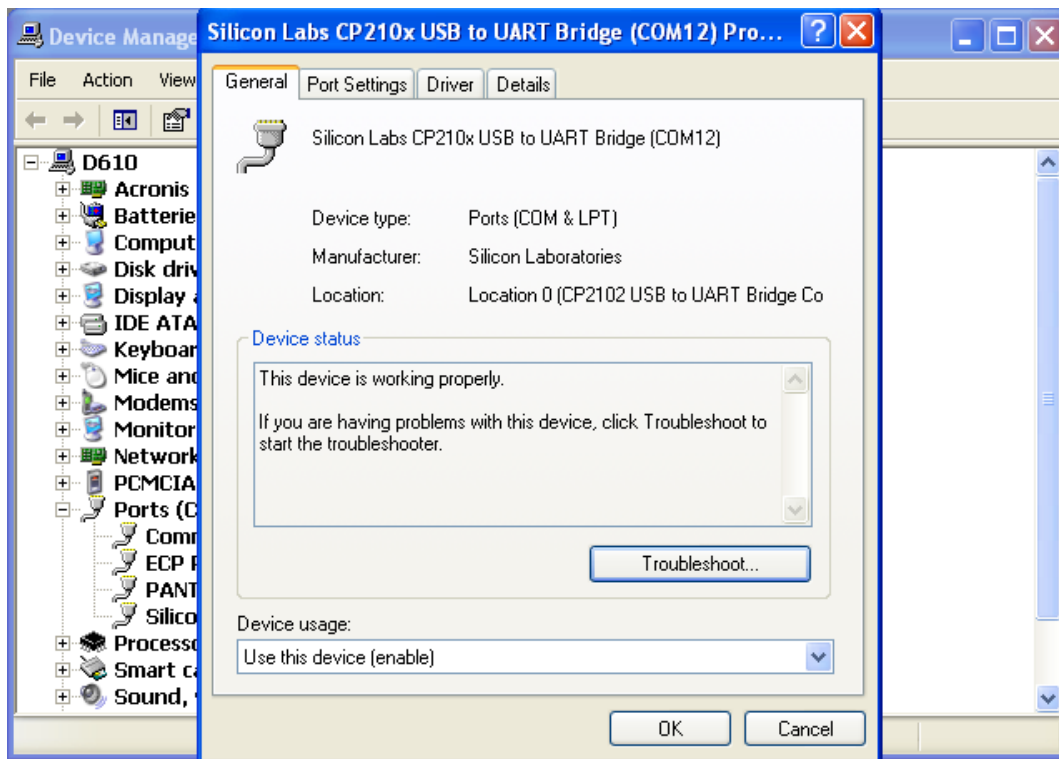 Device Manage
Silicon Labs CP210x USB to UART Bridge (COM12) Pro...
File Action View
General Port Settings Driver Details
Silicon Labs CP210x USB to UART Bridge (COM12)
Device type: Ports (COM & LPT)
Manufacturer: Silicon Laboratories
Location: Location 0 (CP2102 USB to UART Bridge Co
Device status
This device is working properly.
If you are having problems with this device, click Troubleshoot to
start the troubleshooter.
Troubleshoot...
Device usage:
Use this device (enable)
OK Cancel
D610
Acronis
Batterie
Comput
Disk driv
Display a
IDE ATA
Keyboar
Mice and
Modems
Monitor
Network
PCMCIA
Ports (C
Comm
ECP P
PANT
Silico
Processo
Smart ca
Sound,